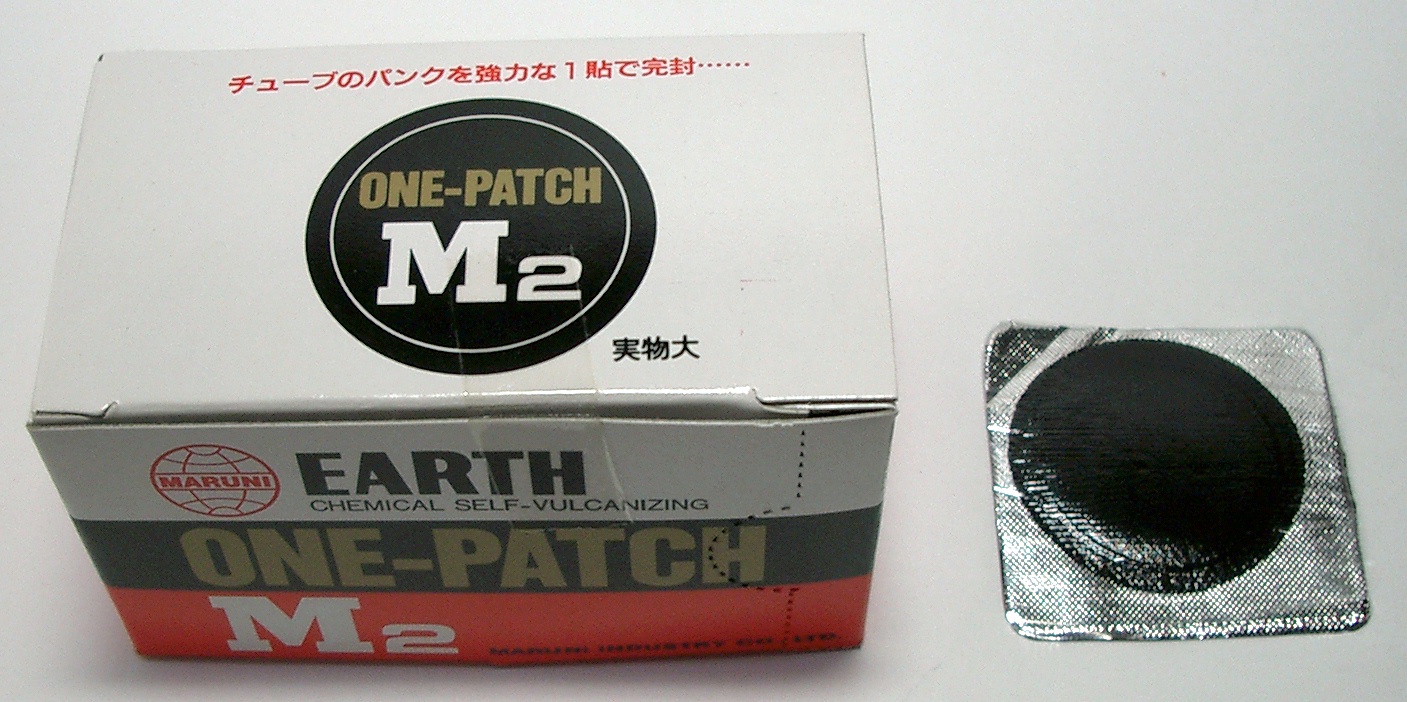 チューブのパンクを強力な1貼で完封……
ONE-PATCH
M2
実物大
MARUNI
EARTH
CHEMICAL SELF-VULCANIZING
ONE-PATCH
M2
MARUNI INDUSTRY CO., LTD.